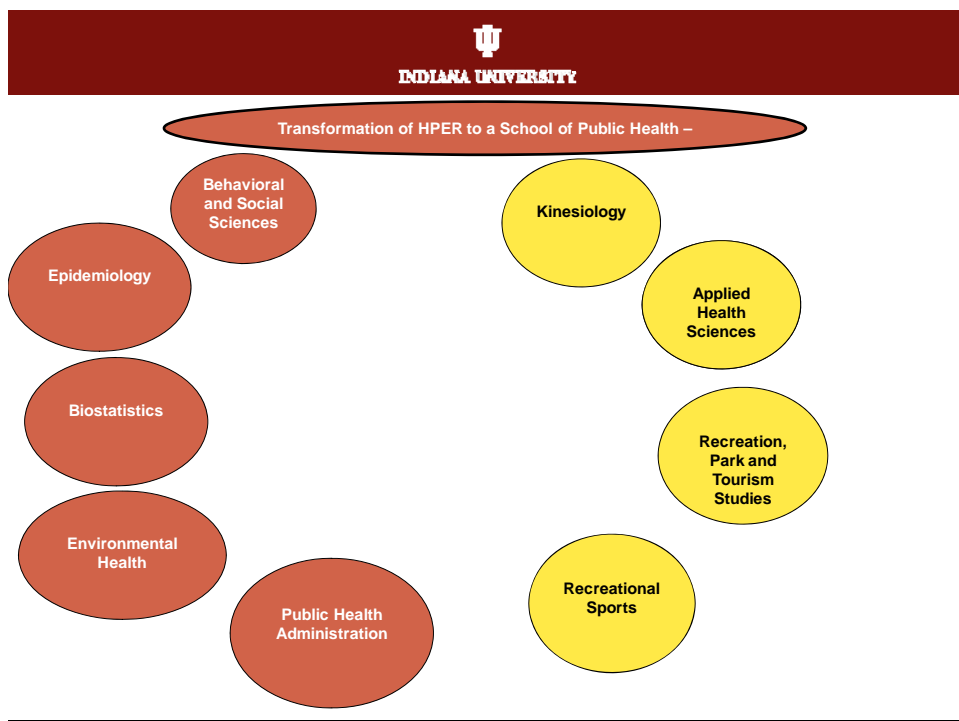 INDIANA UNIVERSITY
Transformation of HPER to a School of Public Health –
Behavioral
and Social
Sciences
Epidemiology
Biostatistics
Environmental
Health
Public Health
Administration
Kinesiology
Applied
Health
Sciences
Recreation,
Park and
Tourism
Studies
Recreational
Sports